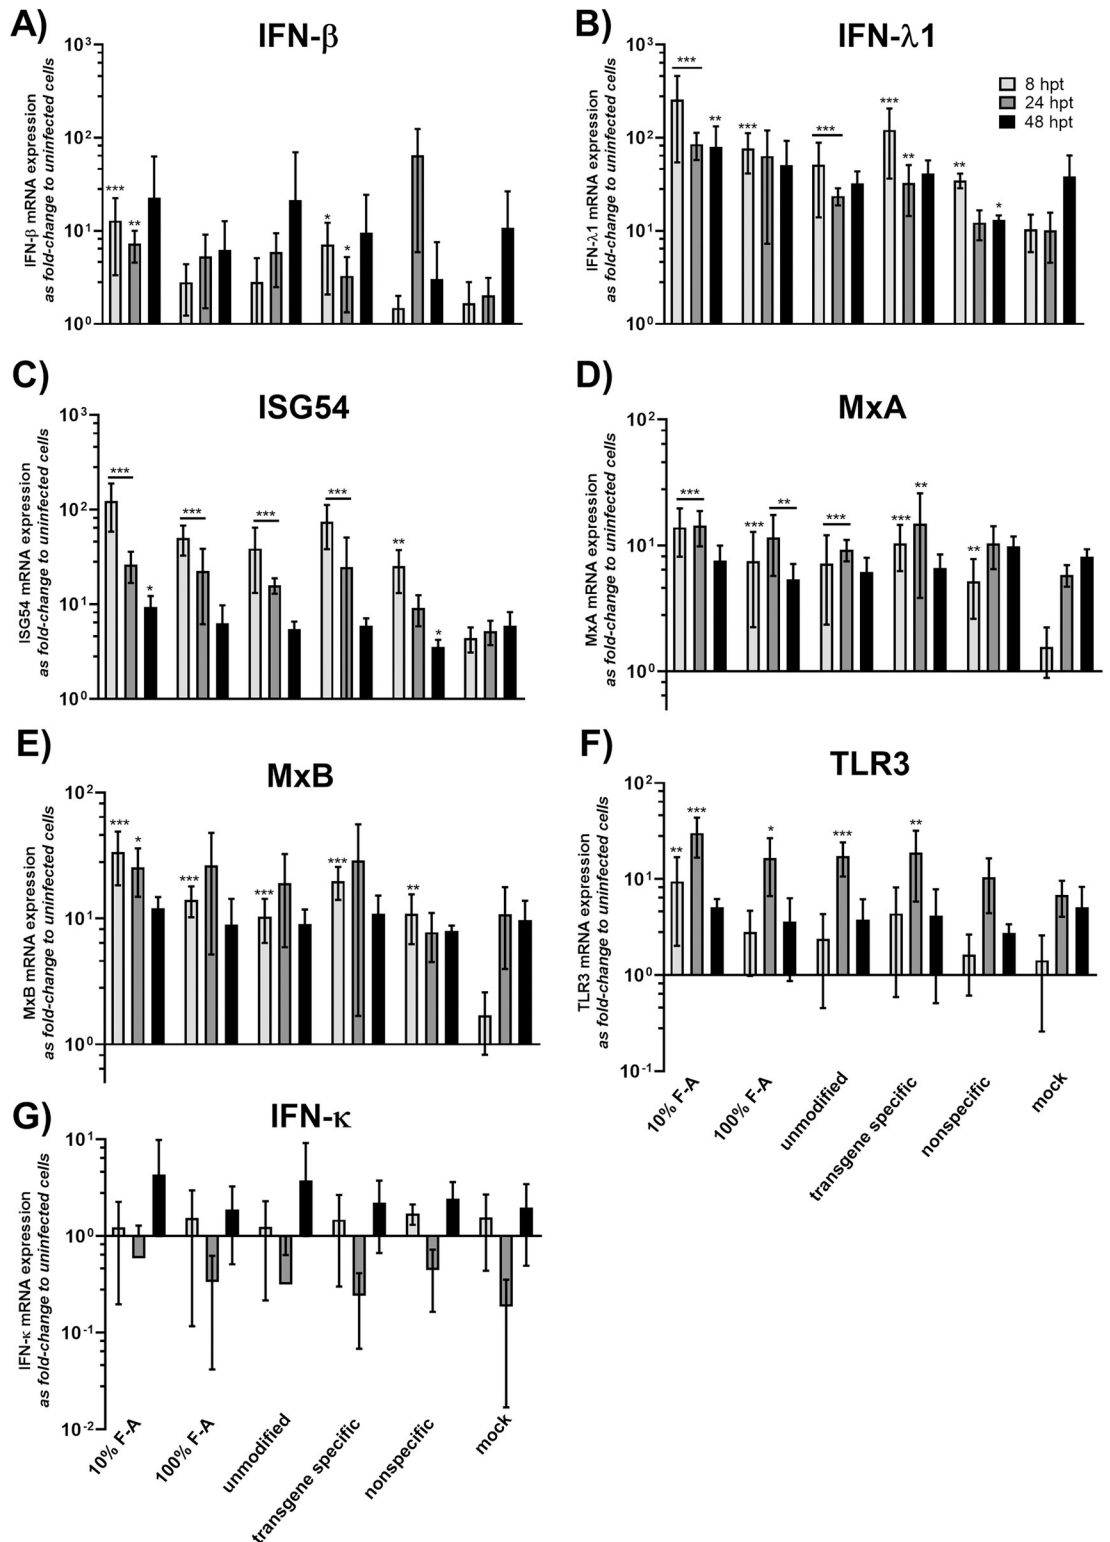 A)
IFN-β
IFN-β mRNA expression
as fold-change to uninfected cells
10³
10²
10¹
10⁰
***
**
*
*
B)
IFN-λ1
IFN-λ1 mRNA expression
as fold-change to uninfected cells
10³
10²
10¹
10⁰
***
**
***
***
***
**
**
*
8 hpt
24 hpt
48 hpt
C)
ISG54
ISG54 mRNA expression
as fold-change to uninfected cells
10³
10²
10¹
10⁰
***
*
***
***
***
**
*
D)
MxA
MxA mRNA expression
as fold-change to uninfected cells
10²
10¹
10⁰
***
***
**
***
***
**
**
E)
MxB
MxB mRNA expression
as fold-change to uninfected cells
10²
10¹
10⁰
***
*
***
***
***
**
F)
TLR3
TLR3 mRNA expression
as fold-change to uninfected cells
10²
10¹
10⁰
10⁻¹
**
***
*
***
**
10% F-A
100% F-A
unmodified
transgene specific
nonspecific
mock
G)
IFN-κ
IFN-κ mRNA expression
as fold-change to uninfected cells
10¹
10⁰
10⁻¹
10⁻²
10% F-A
100% F-A
unmodified
transgene specific
nonspecific
mock